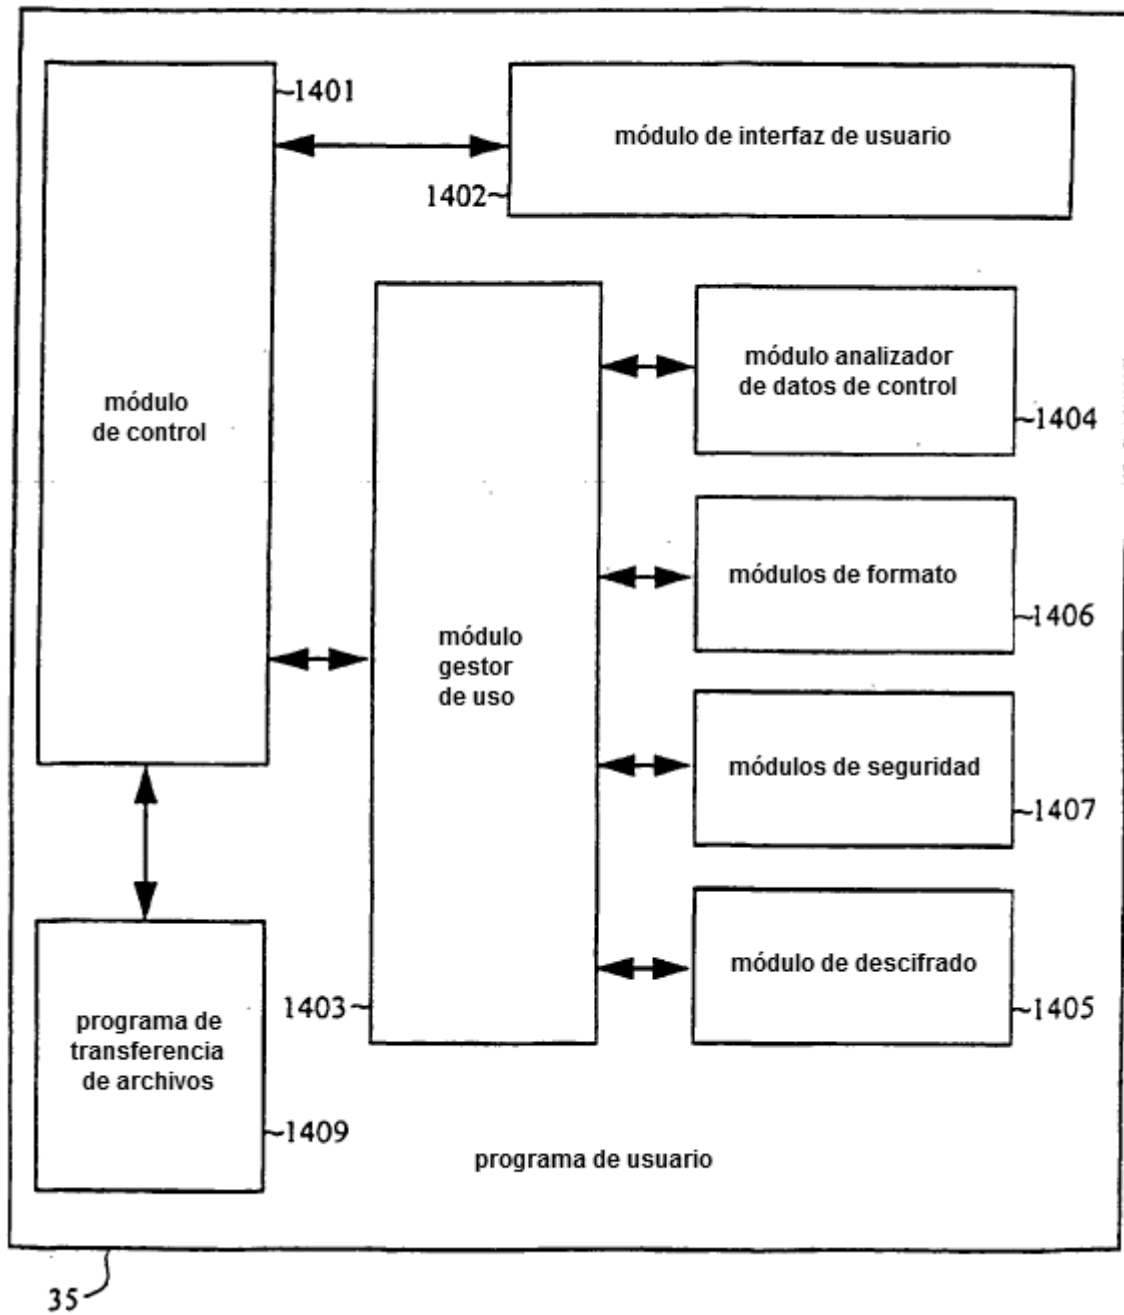 1401
módulo de interfaz de usuario
1402
módulo analizador
de datos de control
1404
módulo
de control
módulos de formato
1406
módulo
gestor
de uso
módulos de seguridad
1407
módulo de descifrado
1405
1403
programa de
transferencia
de archivos
1409
programa de usuario
35